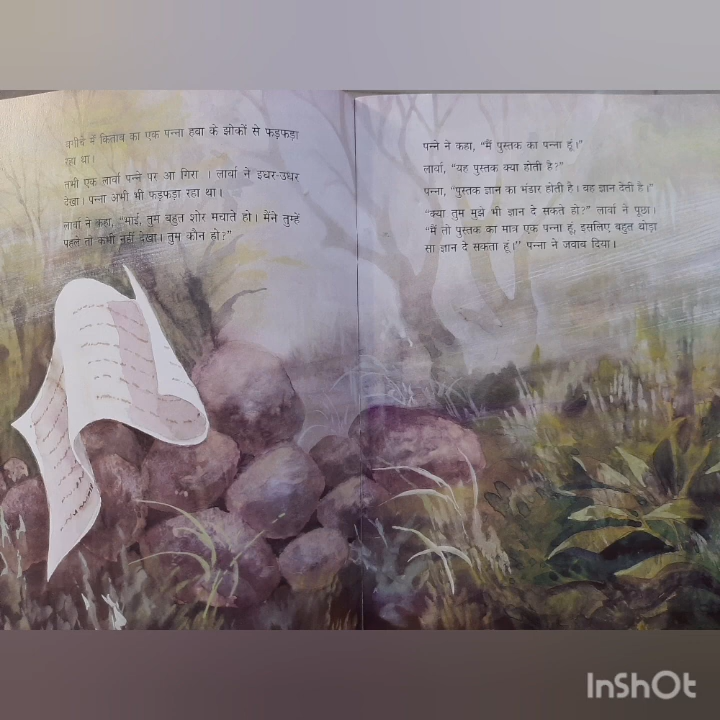 बगीचे में किताब का एक पन्ना हवा के झोंकों से फड़फड़ा
रहा था।
तभी एक लार्वा पन्ने पर आ गिरा । लार्वा ने इधर-उधर
देखा। पन्ना अभी भी फड़फड़ा रहा था।
लार्वा ने कहा, “भाई, तुम बहुत शोर मचाते हो। मैंने तुम्हें
पहले तो कभी नहीं देखा। तुम कौन हो?”
पन्ने ने कहा, “मैं पुस्तक का पन्ना हूं।”
लार्वा, “यह पुस्तक क्या होती है?”
पन्ना, “पुस्तक ज्ञान का भंडार होती है। वह ज्ञान देती है।”
“क्या तुम मुझे भी ज्ञान दे सकते हो?” लार्वा ने पूछा।
“मैं तो पुस्तक का मात्र एक पन्ना हूं, इसलिए बहुत थोड़ा
सा ज्ञान दे सकता हूं।” पन्ना ने जवाब दिया।
InShOt